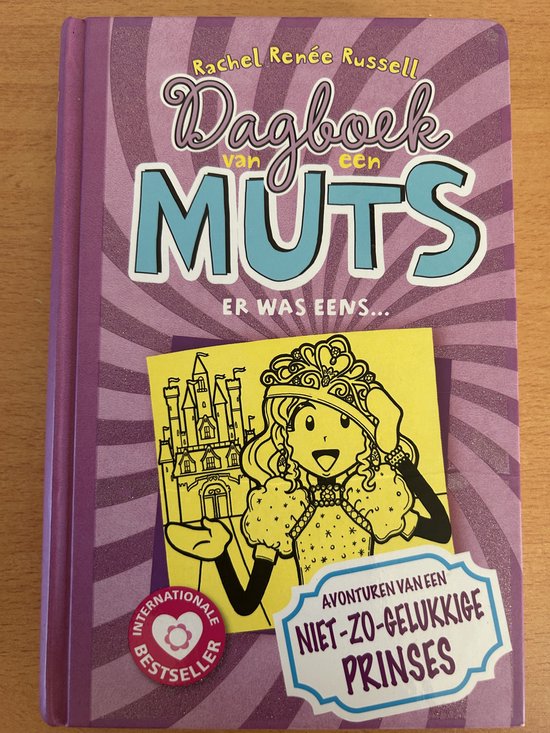 Rachel Renée Russell
Dagboek
van een
MUTS
ER WAS EENS...
AVONTUREN VAN EEN
NIET-ZO-GELUKKIGE
PRINSES
INTERNATIONALE
BESTSELLER